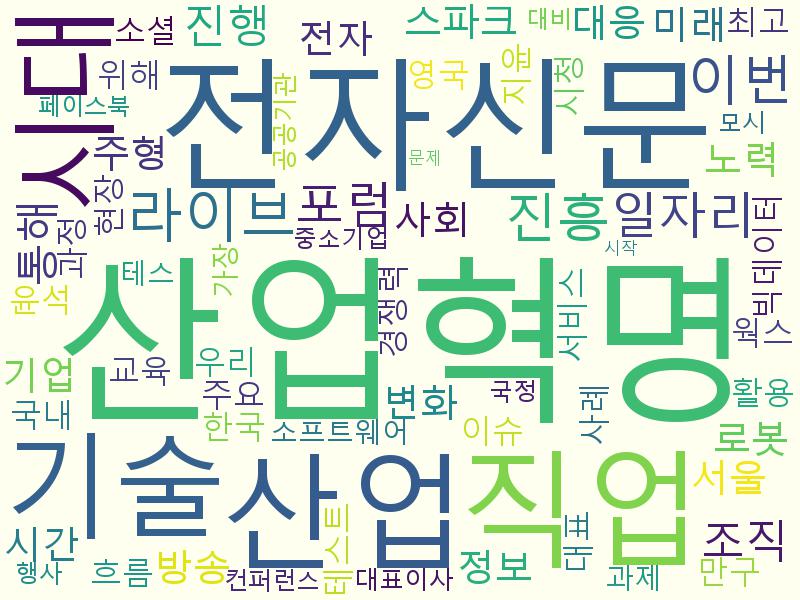 시대
소셜
진행
전자
스파크
대비
대응
미래
최고
위해
페이스북
전자신문
공공기관
영국
지윤
시청
이번
모시
주형
문제
노력
현장
통해
과정
라이브
포럼
사회
중소기업
진흥
일자리
시작
빅데이터
윤석
테스
가장
산업혁명
경쟁력
서비스
웍스
기업
교육
우리
주요
변화
국정
사례
활용
국내
한국
소프트웨어
이슈
로봇
기술
산업
직업
서울
시간
테스트
대표
조직
행사
흐름
방송
컨퍼런스
대표이사
정보
과제
만구